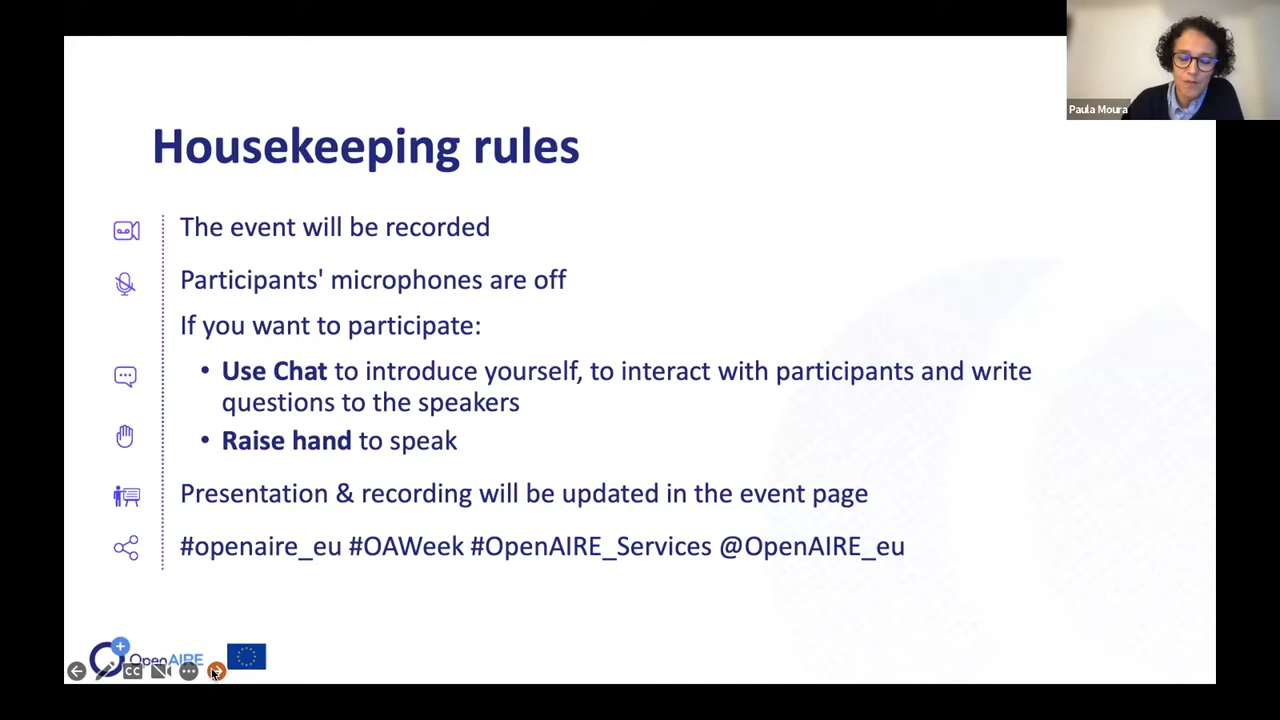 Paula Moura
Housekeeping rules
The event will be recorded
Participants' microphones are off
If you want to participate:
• Use Chat to introduce yourself, to interact with participants and write
questions to the speakers
• Raise hand to speak
Presentation & recording will be updated in the event page
#openaire_eu #OAWeek #OpenAIRE_Services @OpenAIRE_eu
OpenAIRE
CC